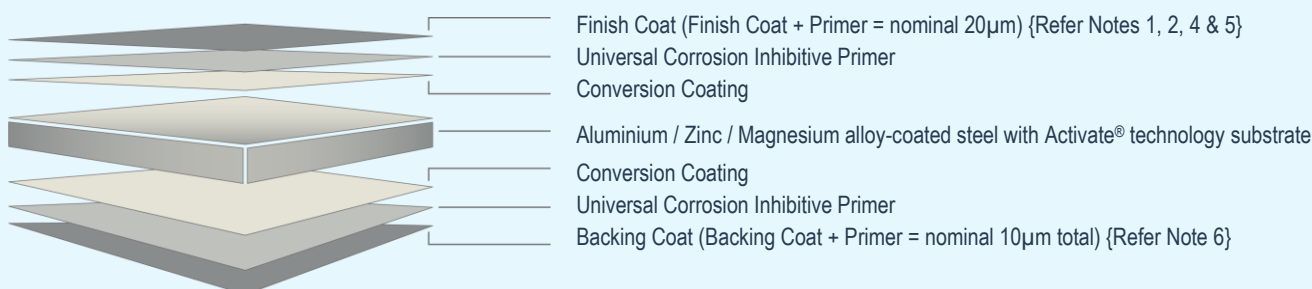 Finish Coat (Finish Coat + Primer = nominal 20µm) {Refer Notes 1, 2, 4 & 5}
Universal Corrosion Inhibitive Primer
Conversion Coating
Aluminium / Zinc / Magnesium alloy-coated steel with Activate® technology substrate
Conversion Coating
Universal Corrosion Inhibitive Primer
Backing Coat (Backing Coat + Primer = nominal 10µm total) {Refer Note 6}